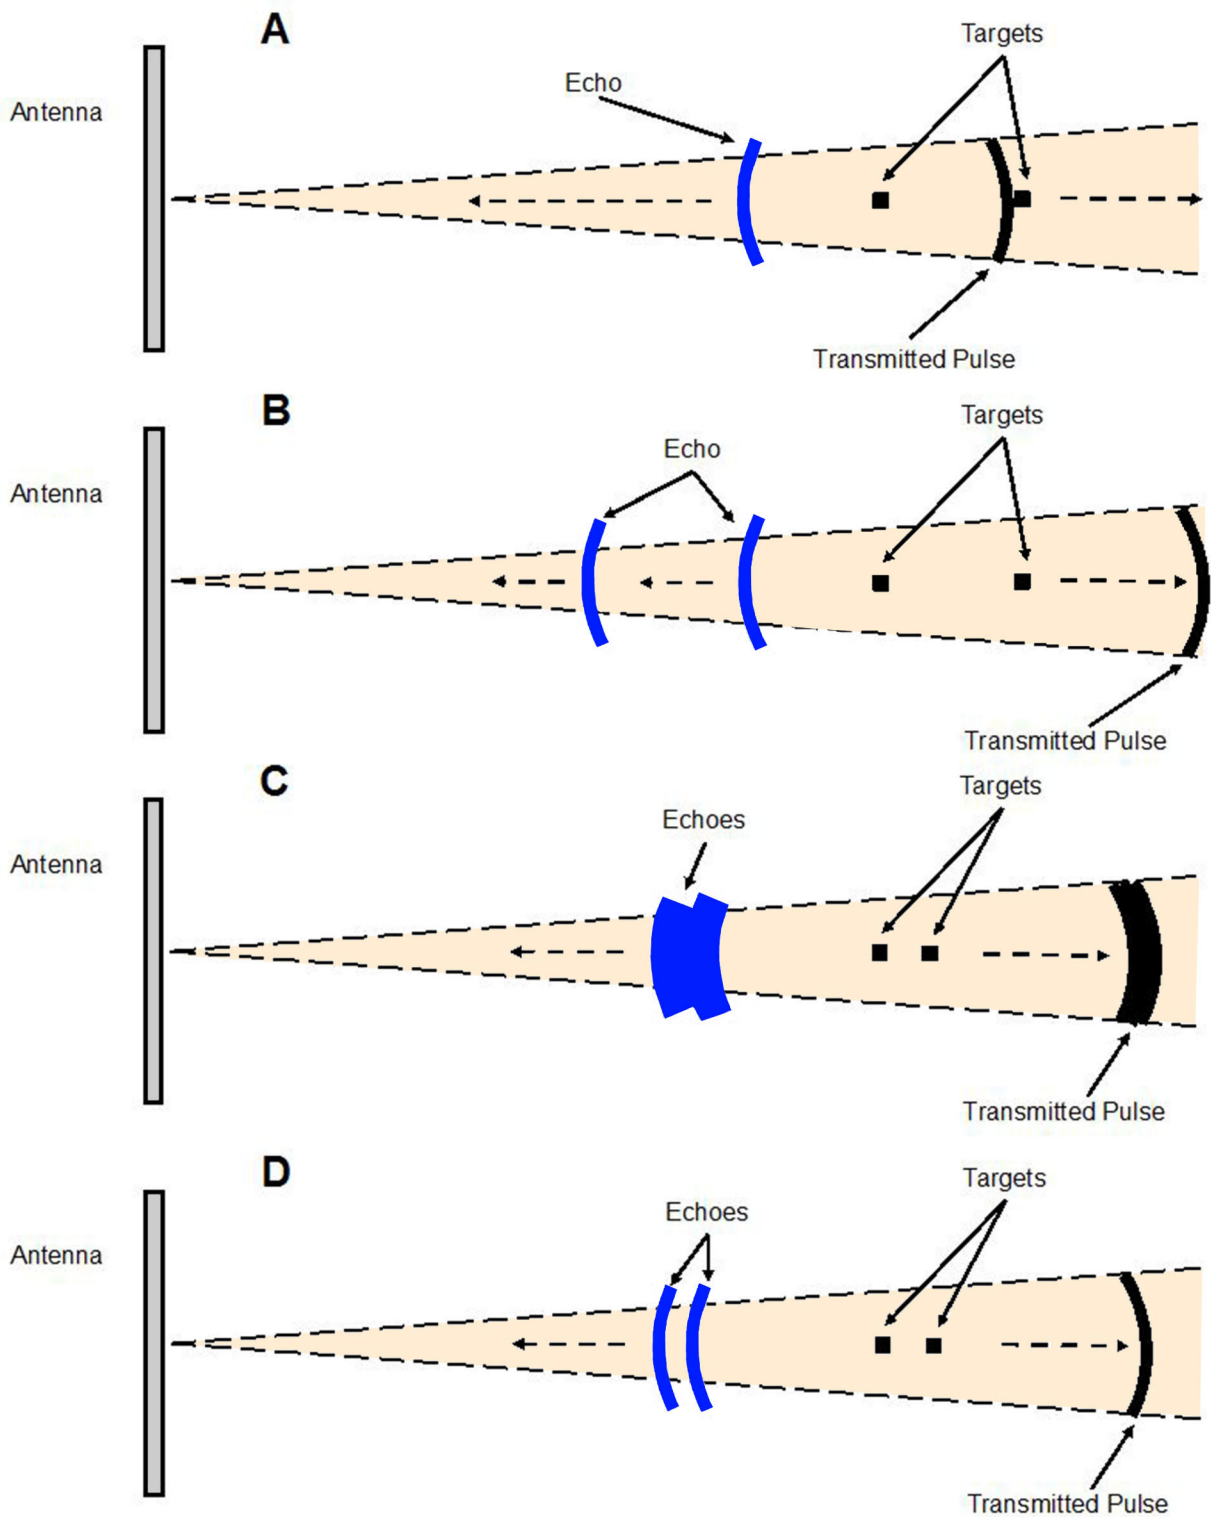 A
Targets
Echo
Antenna
Transmitted Pulse
B
Targets
Echo
Antenna
Transmitted Pulse
C
Targets
Echoes
Antenna
Transmitted Pulse
D
Targets
Echoes
Antenna
Transmitted Pulse